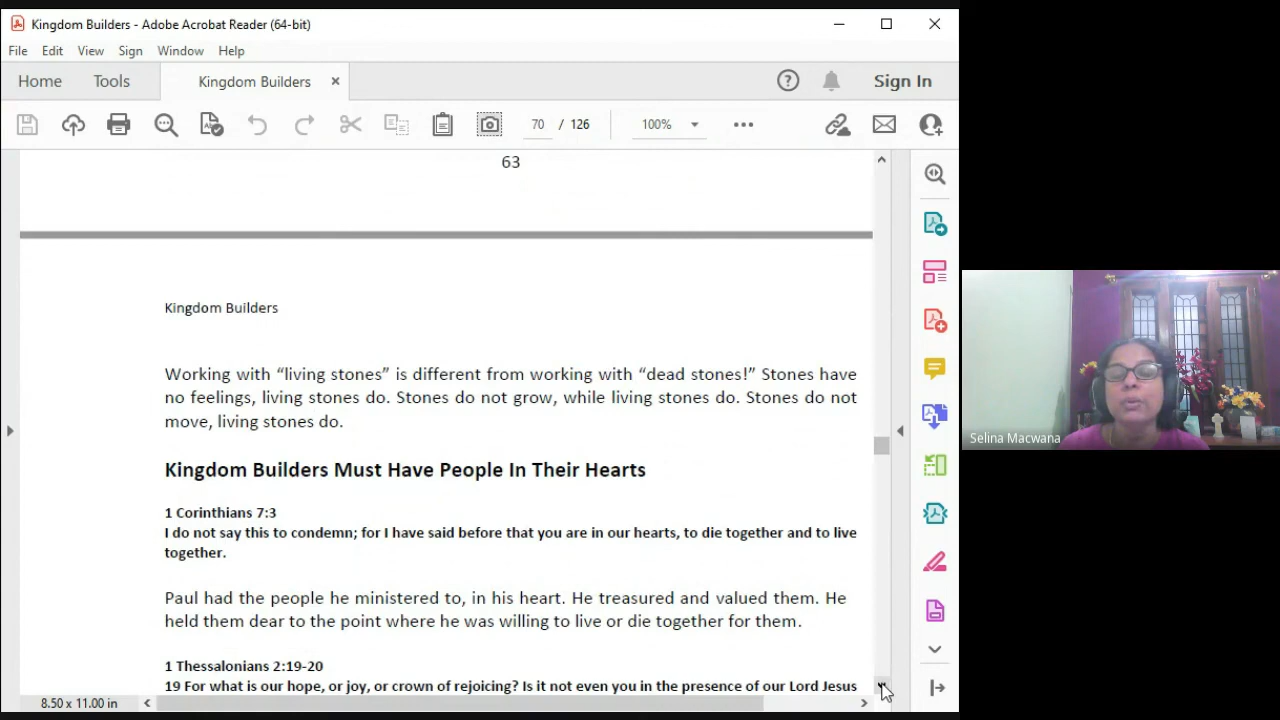 Kingdom Builders - Adobe Acrobat Reader (64-bit)
File Edit View Sign Window Help
Home Tools Kingdom Builders × Sign In
70 / 126 100%
63
Kingdom Builders
Working with “living stones” is different from working with “dead stones!” Stones have
no feelings, living stones do. Stones do not grow, while living stones do. Stones do not
move, living stones do.
Kingdom Builders Must Have People In Their Hearts
1 Corinthians 7:3
I do not say this to condemn; for I have said before that you are in our hearts, to die together and to live
together.
Paul had the people he ministered to, in his heart. He treasured and valued them. He
held them dear to the point where he was willing to live or die together for them.
1 Thessalonians 2:19-20
19 For what is our hope, or joy, or crown of rejoicing? Is it not even you in the presence of our Lord Jesus
8.50 x 11.00 in
Selina Macwana